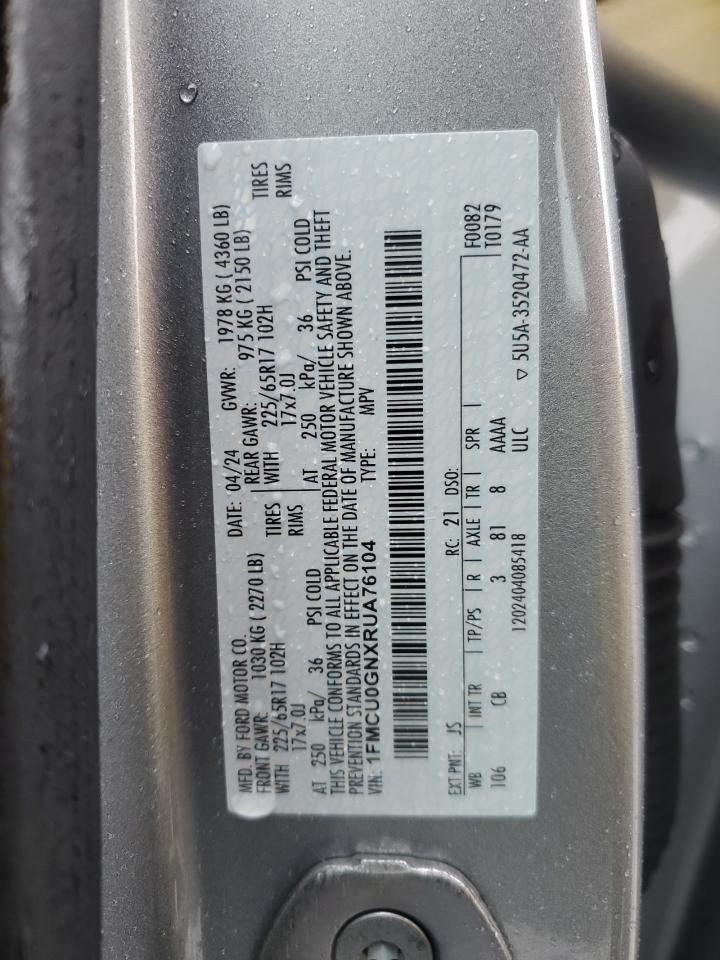 MFD. BY FORD MOTOR CO.
DATE: 04/24 GVWR: 1978 KG ( 4360 LB)
FRONT GAWR: 1030 KG ( 2270 LB) REAR GAWR: 975 KG ( 2150 LB)
WITH 225/65R17 102H TIRES WITH 225/65R17 102H TIRES
17x7.0J RIMS 17x7.0J RIMS
AT 250 kPa/ 36 PSI COLD AT 250 kPa/ 36 PSI COLD
THIS VEHICLE CONFORMS TO ALL APPLICABLE FEDERAL MOTOR VEHICLE SAFETY AND THEFT
PREVENTION STANDARDS IN EFFECT ON THE DATE OF MANUFACTURE SHOWN ABOVE.
VIN: 1FMCU0GNXRUA76104 TYPE: MPV
EXT PNT: JS RC: 21 DSO: F0082
WB INT TR TP/PS R AXLE TR SPR T0179
106 CB 3 81 8 AAAA
1202404085418 ULC ▽ 5U5A-3520472-AA